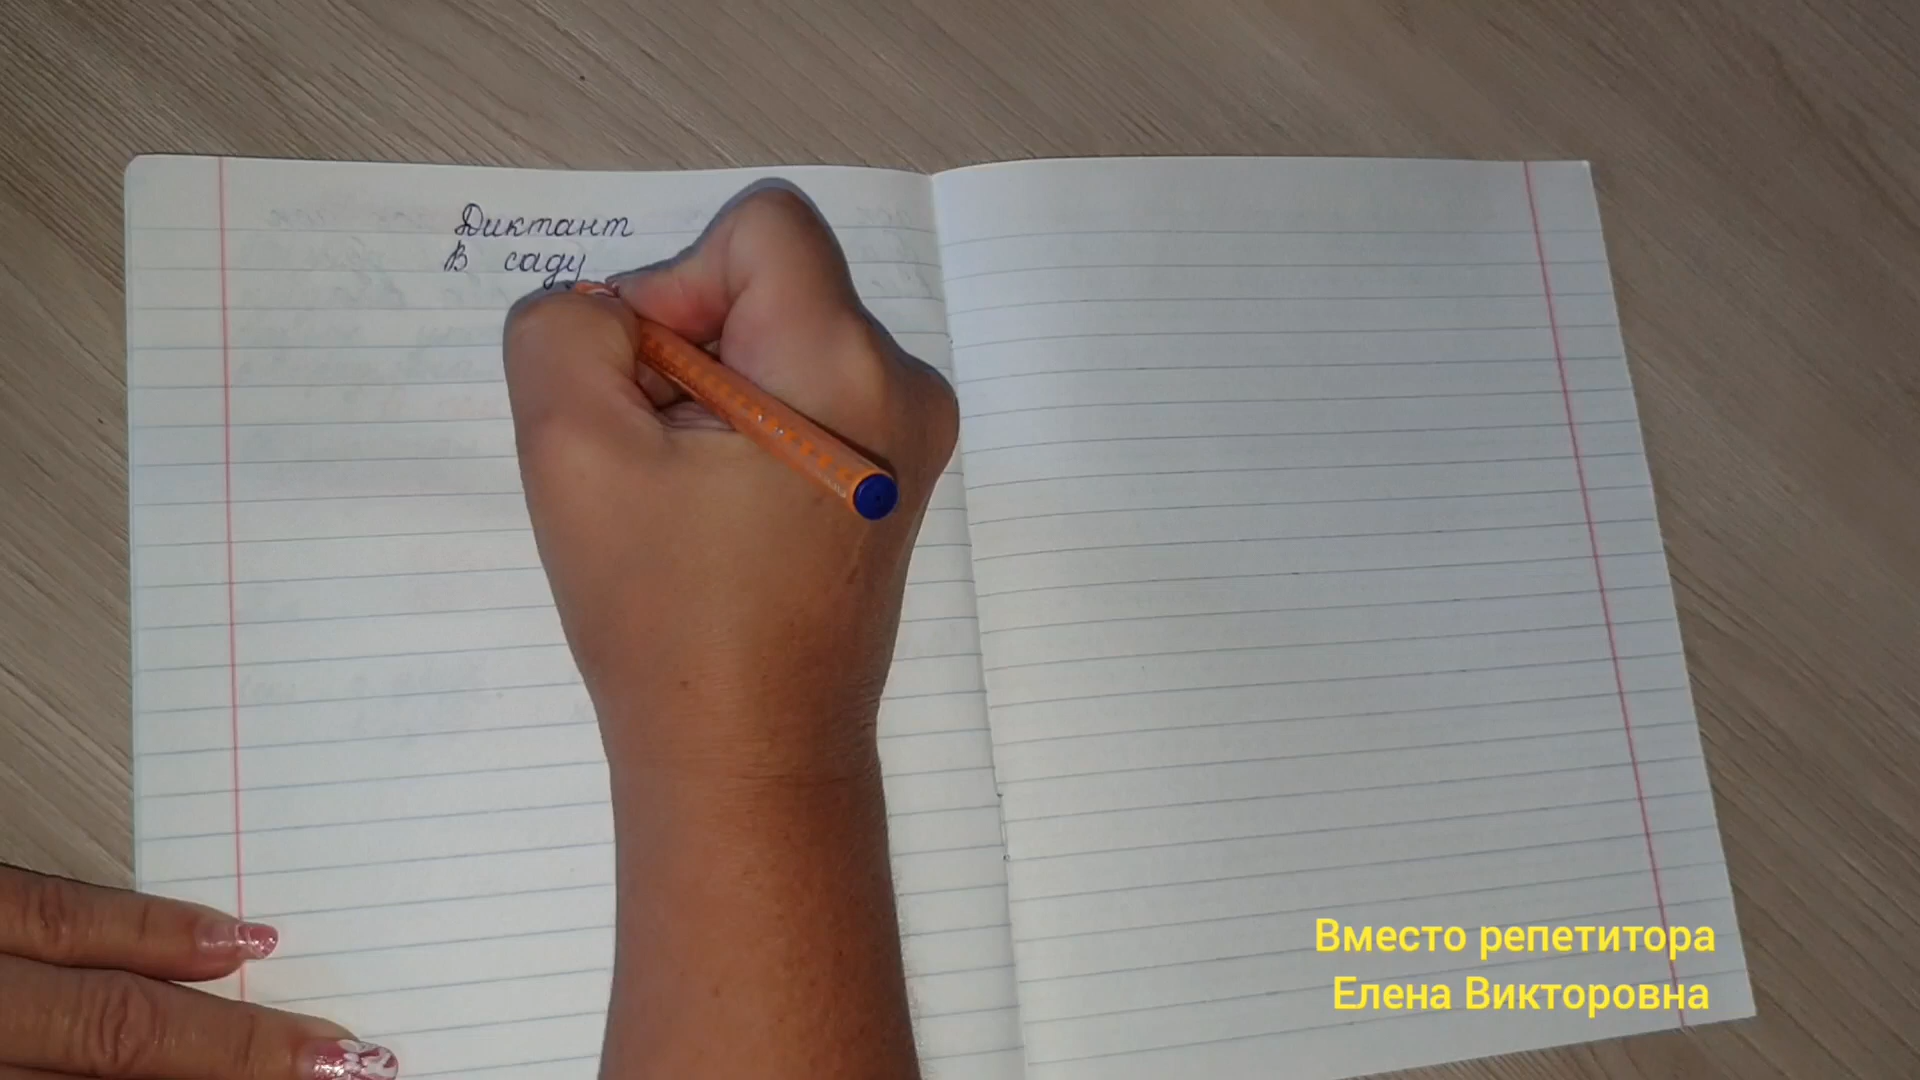 Диктант
В саду
Вместо репетитора
Елена Викторовна